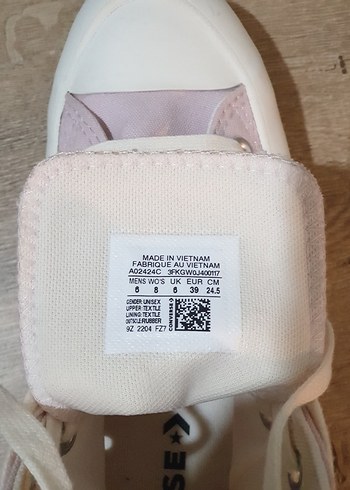 MADE IN VIETNAM
FABRIQUE AU VIETNAM
A02424C 3FKGW0J400117
MENS WO'S UK EUR CM
6 8 6 39 24.5
GENDER: UNISEX
UPPER: TEXTILE
LINING: TEXTILE
OUTSOLE: RUBBER
9Z 2204 FZ7
CONVERSE
SE